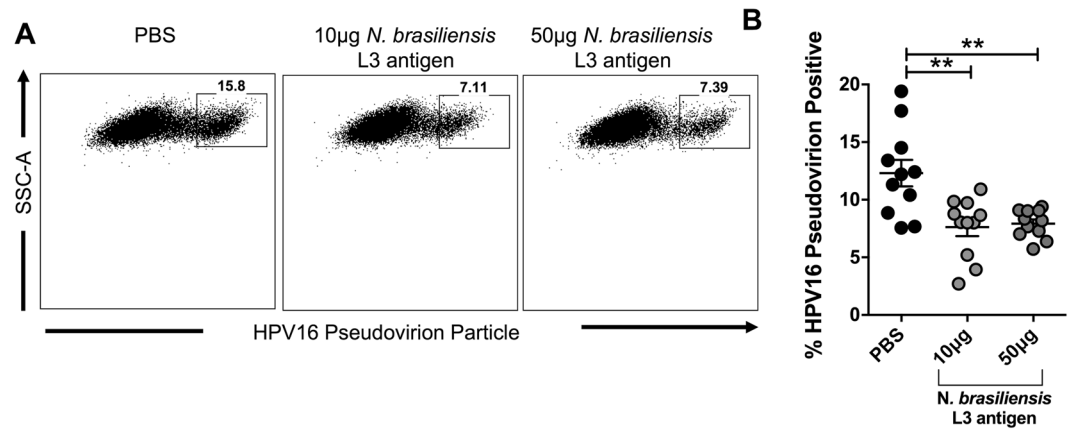 A
PBS
10µg N. brasiliensis
L3 antigen
50µg N. brasiliensis
L3 antigen
15.8
7.11
7.39
SSC-A
HPV16 Pseudovirion Particle
B
**
**
% HPV16 Pseudovirion Positive
20
15
10
5
0
PBS
10µg
50µg
N. brasiliensis
L3 antigen